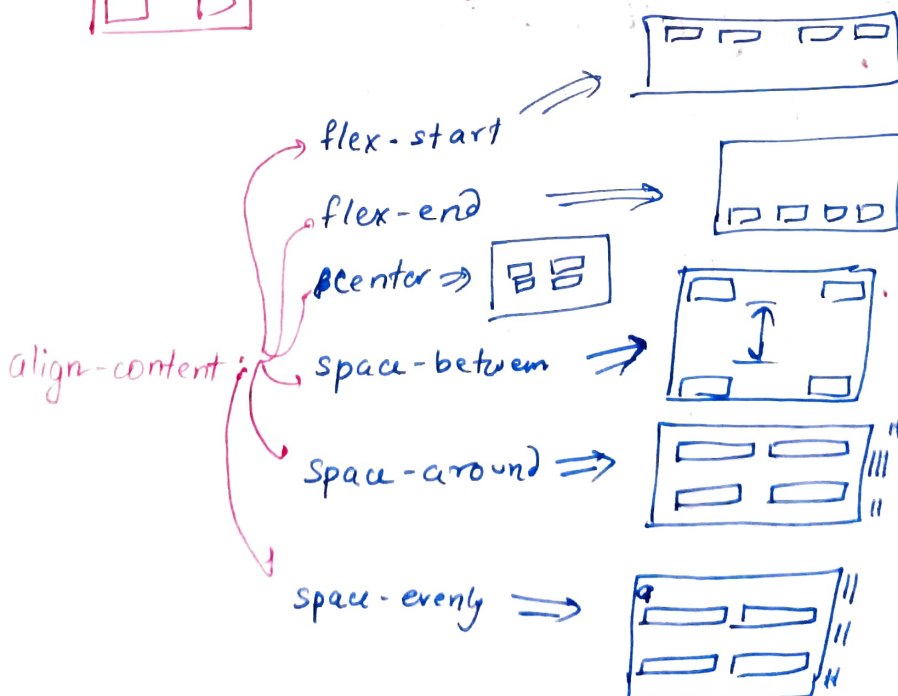 flex-start
flex-end
center
align-content:
space-between
space-around
space-evenly